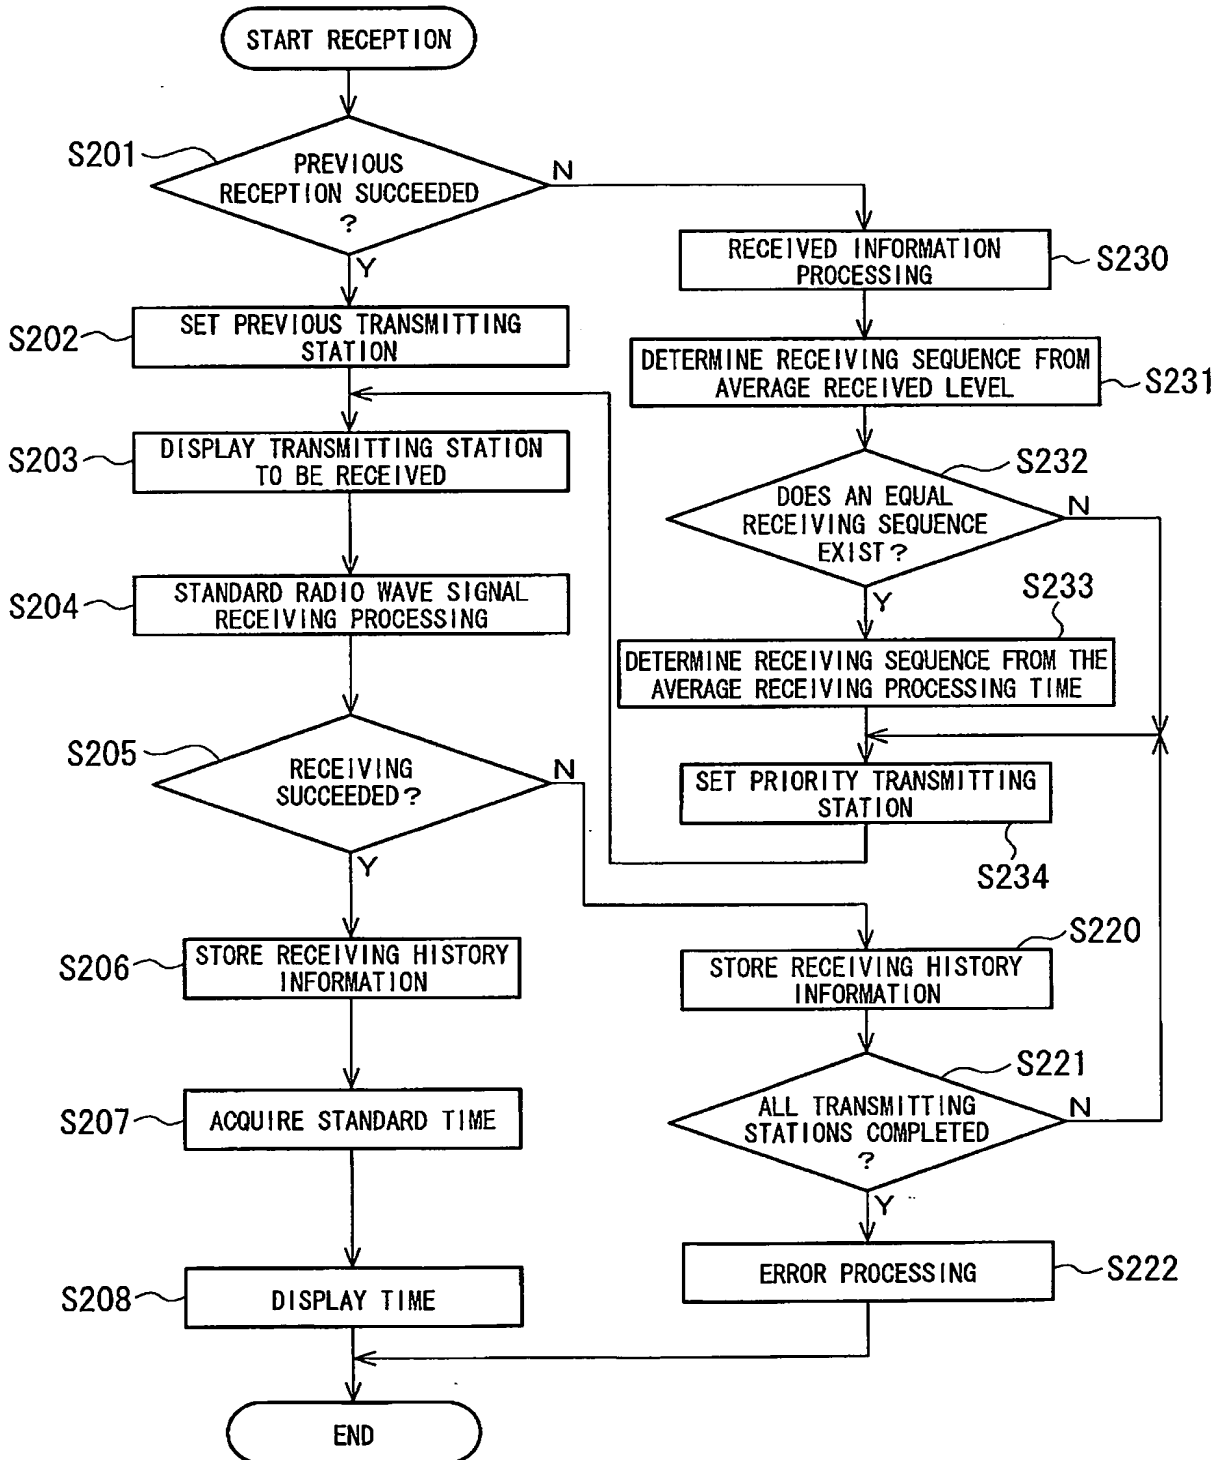 START RECEPTION
S201
PREVIOUS
RECEPTION SUCCEEDED
?
N
Y
S202
SET PREVIOUS TRANSMITTING
STATION
S203
DISPLAY TRANSMITTING STATION
TO BE RECEIVED
S204
STANDARD RADIO WAVE SIGNAL
RECEIVING PROCESSING
S205
RECEIVING
SUCCEEDED?
N
Y
S206
STORE RECEIVING HISTORY
INFORMATION
S207
ACQUIRE STANDARD TIME
S208
DISPLAY TIME
END
RECEIVED INFORMATION
PROCESSING
S230
DETERMINE RECEIVING SEQUENCE FROM
AVERAGE RECEIVED LEVEL
S231
S232
DOES AN EQUAL
RECEIVING SEQUENCE
EXIST?
N
Y
S233
DETERMINE RECEIVING SEQUENCE FROM THE
AVERAGE RECEIVING PROCESSING TIME
SET PRIORITY TRANSMITTING
STATION
S234
S220
STORE RECEIVING HISTORY
INFORMATION
S221
ALL TRANSMITTING
STATIONS COMPLETED
?
N
Y
ERROR PROCESSING
S222